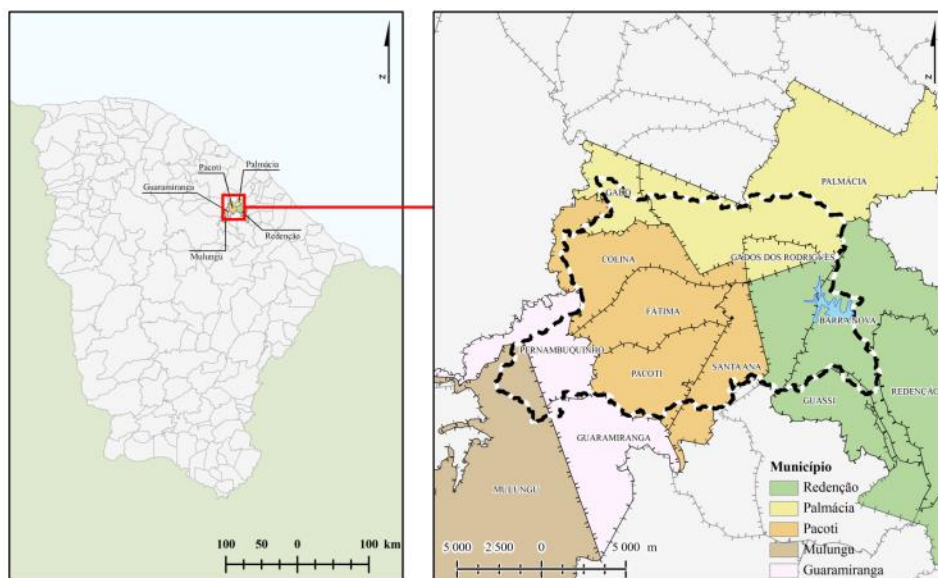 N
Pacoti
Palmácia
Guaramiranga
Redenção
Mulungu
100 50 0 100 km
N
GADO
PALMÁCIA
COLINA
GADOS DOS RODRIGUES
FÁTIMA
BARRA NOVA
PERNAMBUQUINHO
PACOTI
SANTA ANA
REDENÇÃO
GUASSI
GUARAMIRANGA
MULUNGU
Município
Redenção
Palmácia
Pacoti
Mulungu
Guaramiranga
5 000 2 500 0 5 000 m